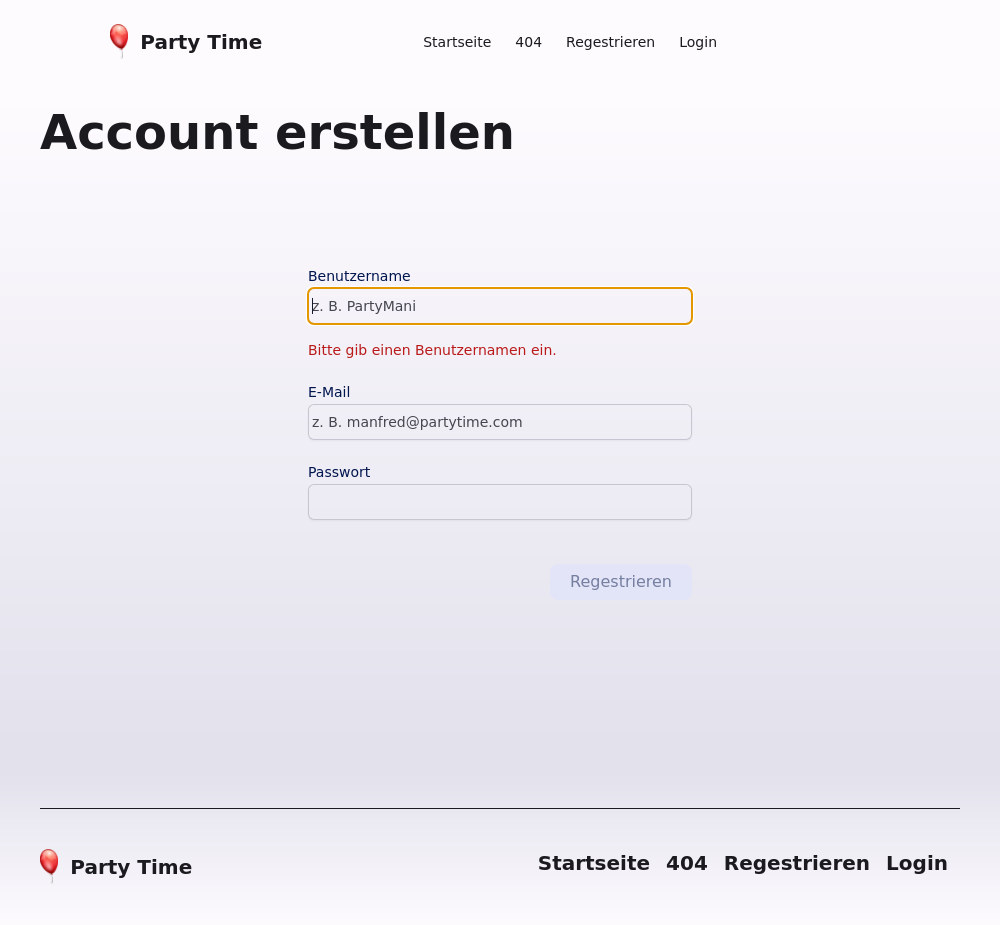 Party Time
Startseite 404 Regestrieren Login
Account erstellen
Benutzername
z. B. PartyMani
Bitte gib einen Benutzernamen ein.
E-Mail
z. B. manfred@partytime.com
Passwort
Regestrieren
Party Time
Startseite 404 Regestrieren Login